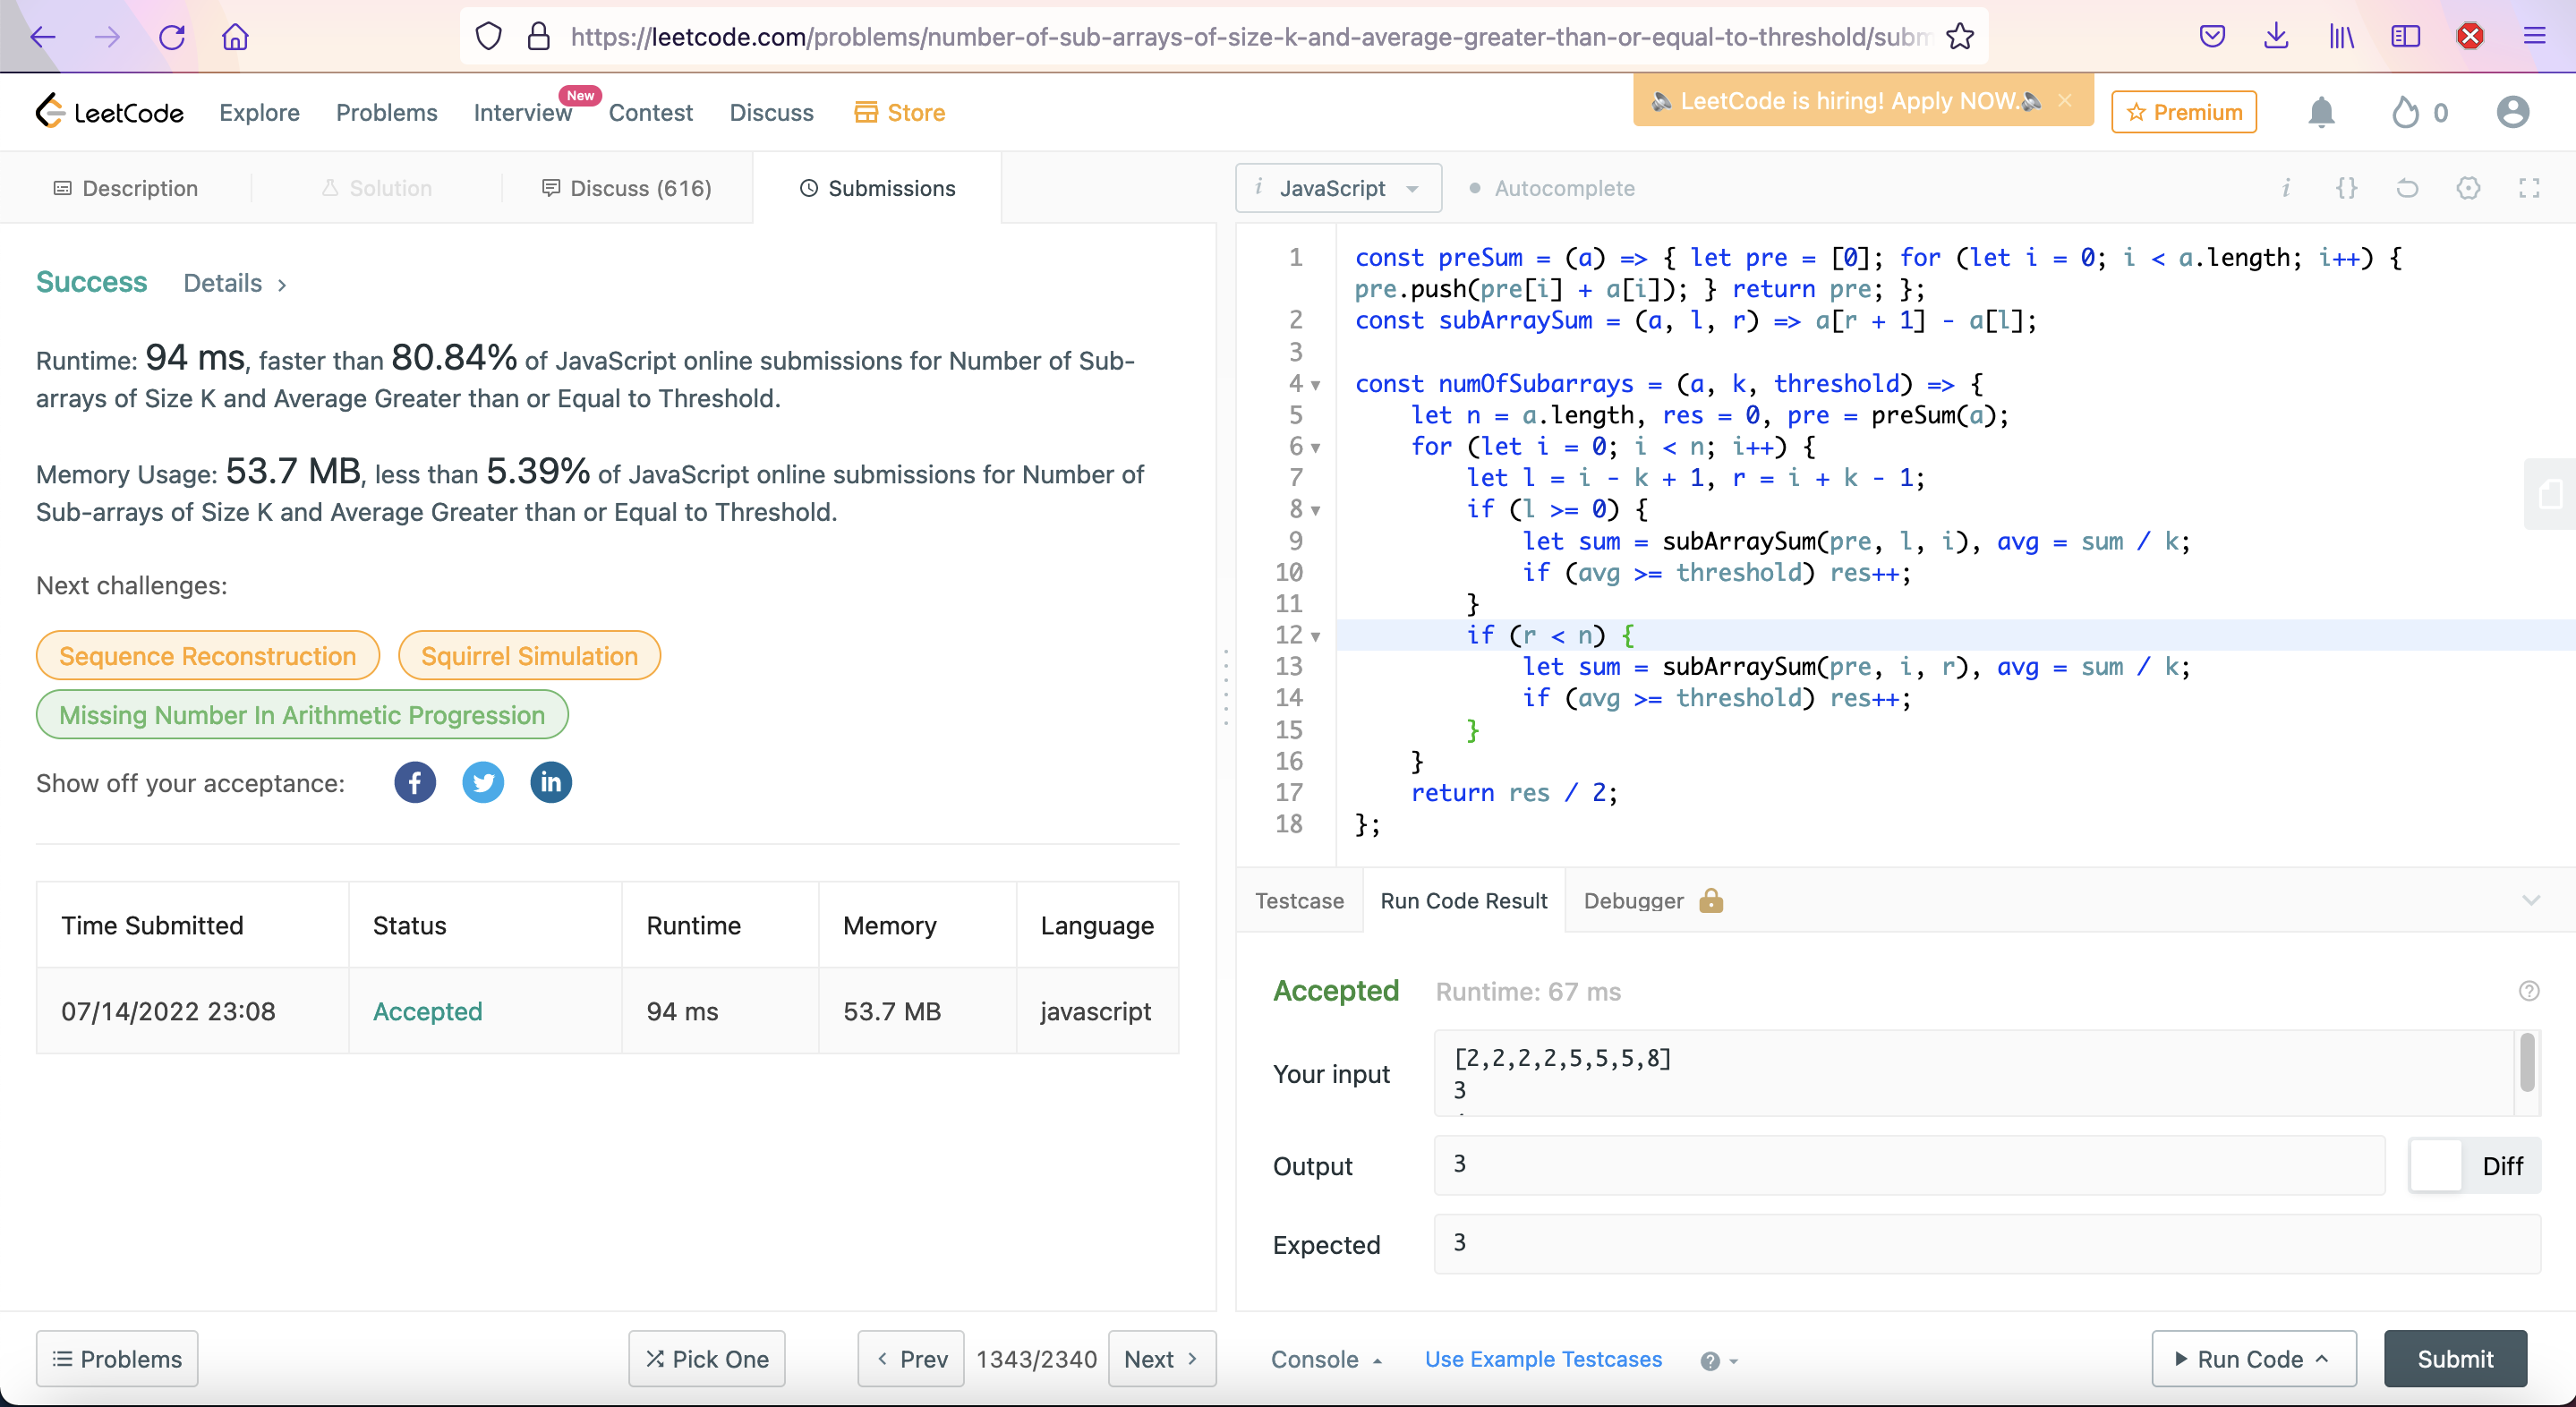 https://leetcode.com/problems/number-of-sub-arrays-of-size-k-and-average-greater-than-or-equal-to-threshold/subm
LeetCode Explore Problems Interview New Contest Discuss Store
🔈 LeetCode is hiring! Apply NOW.🔈 ×
Premium 0
Description Solution Discuss (616) Submissions
i JavaScript Autocomplete
Success Details >
Runtime: 94 ms, faster than 80.84% of JavaScript online submissions for Number of Sub-
arrays of Size K and Average Greater than or Equal to Threshold.
Memory Usage: 53.7 MB, less than 5.39% of JavaScript online submissions for Number of
Sub-arrays of Size K and Average Greater than or Equal to Threshold.
Next challenges:
Sequence Reconstruction Squirrel Simulation
Missing Number In Arithmetic Progression
Show off your acceptance:
Time Submitted Status Runtime Memory Language
07/14/2022 23:08 Accepted 94 ms 53.7 MB javascript
1 const preSum = (a) => { let pre = [0]; for (let i = 0; i < a.length; i++) {
pre.push(pre[i] + a[i]); } return pre; };
2 const subArraySum = (a, l, r) => a[r + 1] - a[l];
3
4 const numOfSubarrays = (a, k, threshold) => {
5 let n = a.length, res = 0, pre = preSum(a);
6 for (let i = 0; i < n; i++) {
7 let l = i - k + 1, r = i + k - 1;
8 if (l >= 0) {
9 let sum = subArraySum(pre, l, i), avg = sum / k;
10 if (avg >= threshold) res++;
11 }
12 if (r < n) {
13 let sum = subArraySum(pre, i, r), avg = sum / k;
14 if (avg >= threshold) res++;
15 }
16 }
17 return res / 2;
18 };
Testcase Run Code Result Debugger
Accepted Runtime: 67 ms
Your input
[2,2,2,2,5,5,5,8]
3
Output 3 Diff
Expected 3
Problems Pick One < Prev 1343/2340 Next >
Console Use Example Testcases Run Code Submit